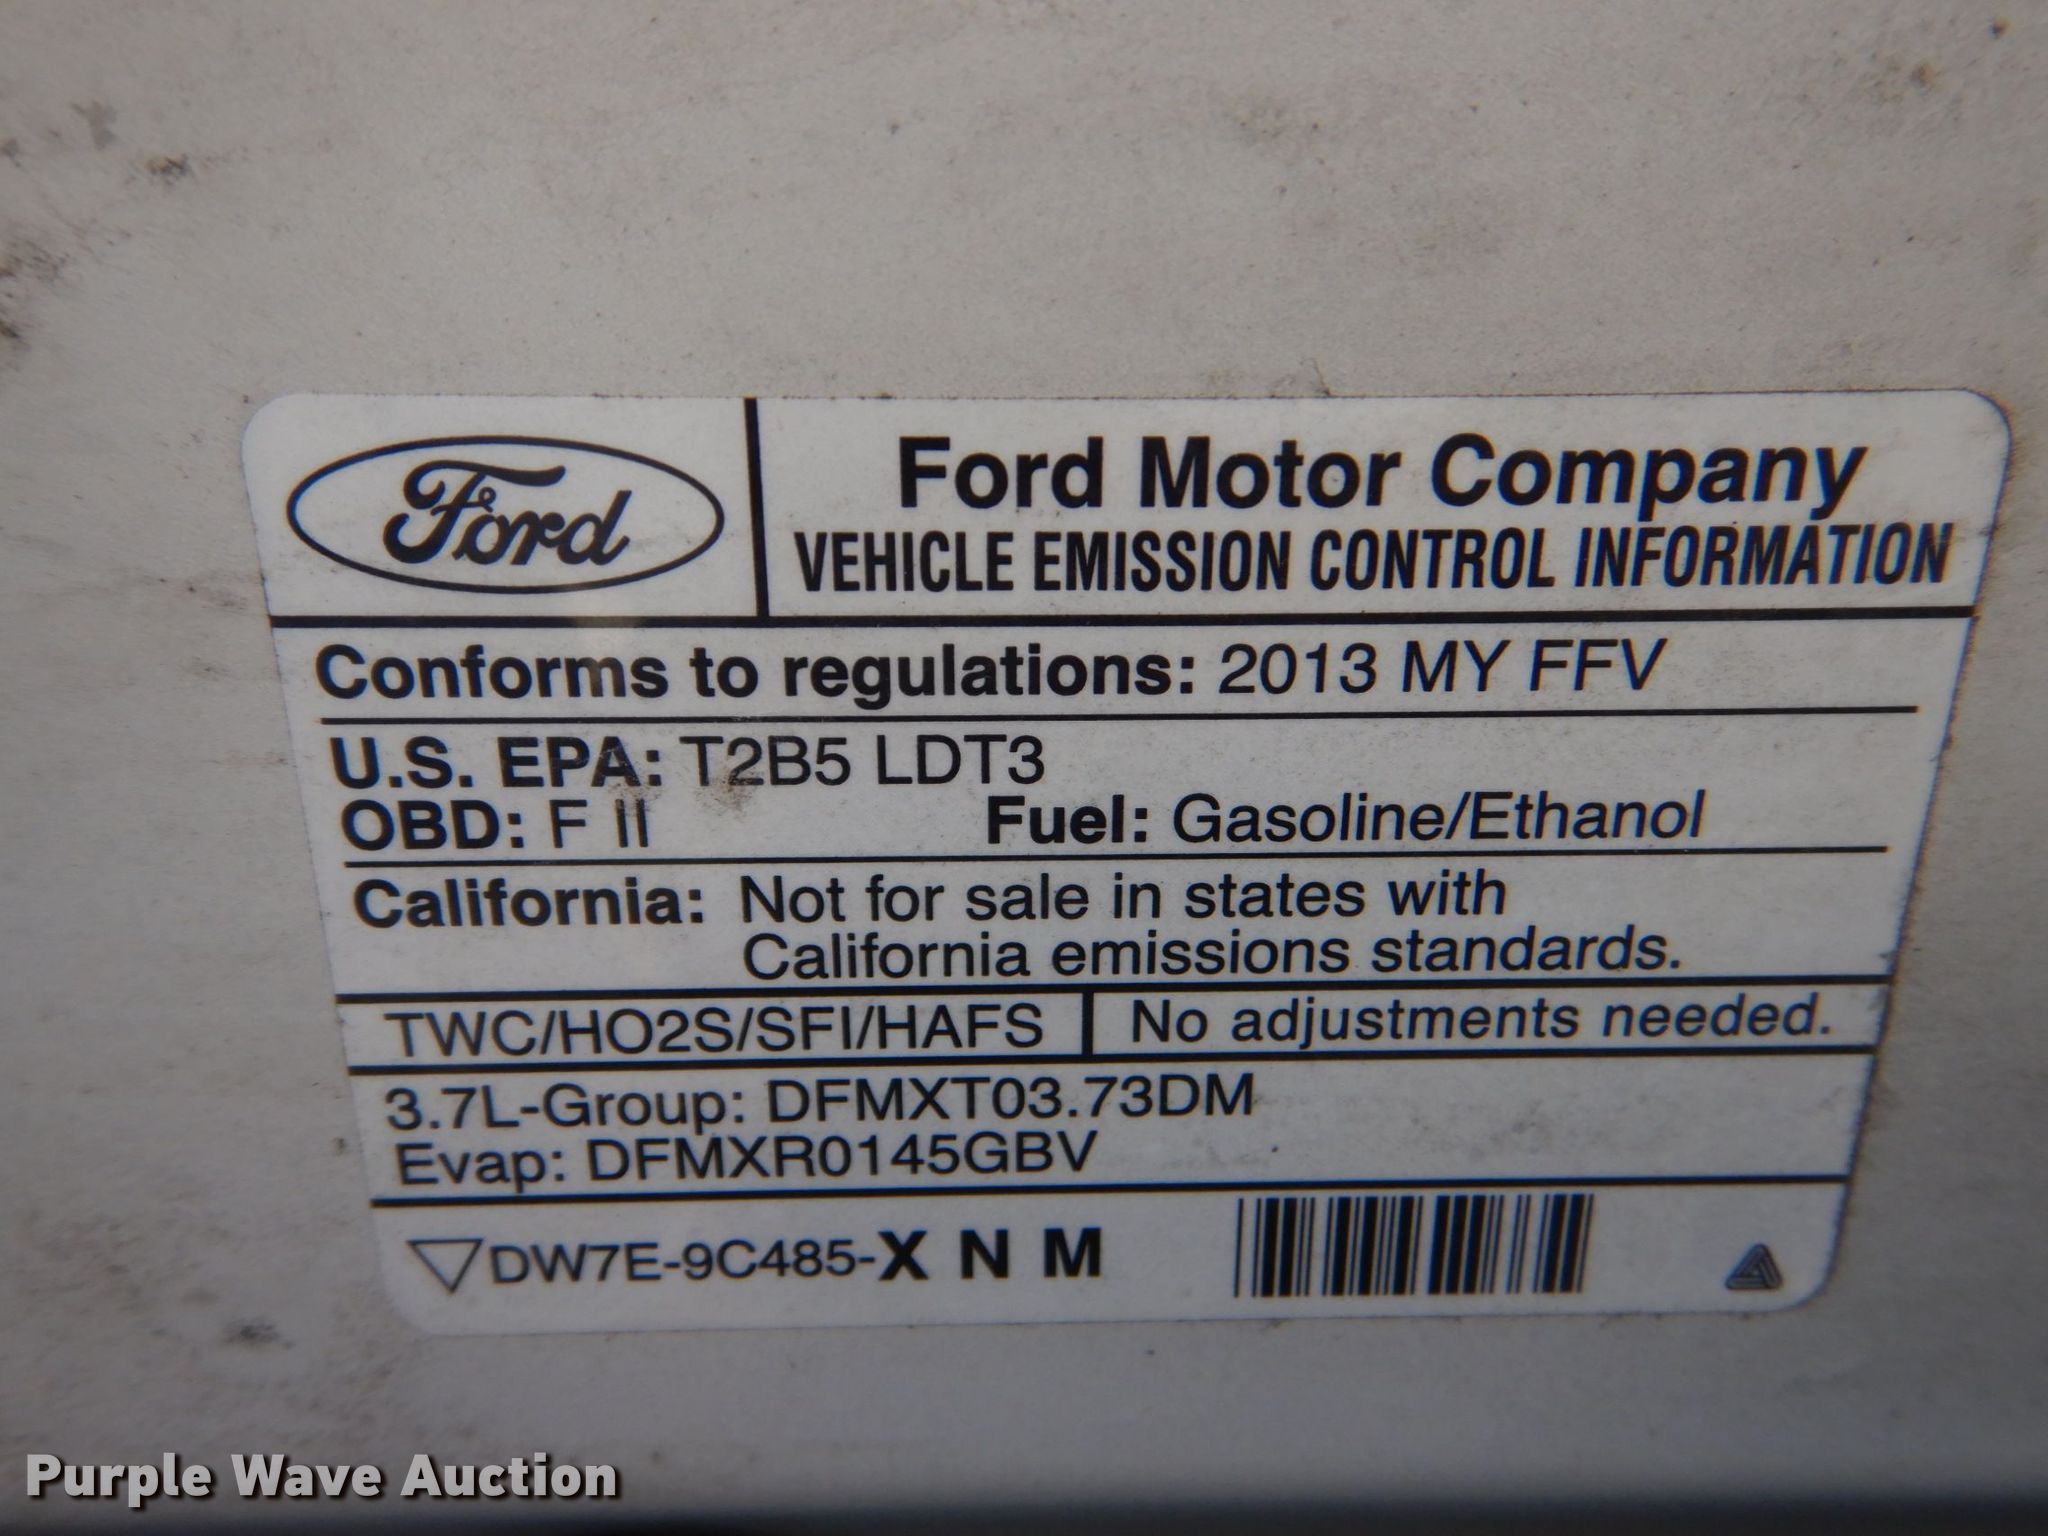 Ford
Ford Motor Company
VEHICLE EMISSION CONTROL INFORMATION
Conforms to regulations: 2013 MY FFV
U.S. EPA: T2B5 LDT3
OBD: F II Fuel: Gasoline/Ethanol
California: Not for sale in states with
California emissions standards.
TWC/HO2S/SFI/HAFS No adjustments needed.
3.7L-Group: DFMXT03.73DM
Evap: DFMXR0145GBV
DW7E-9C485-X N M
Purple Wave Auction